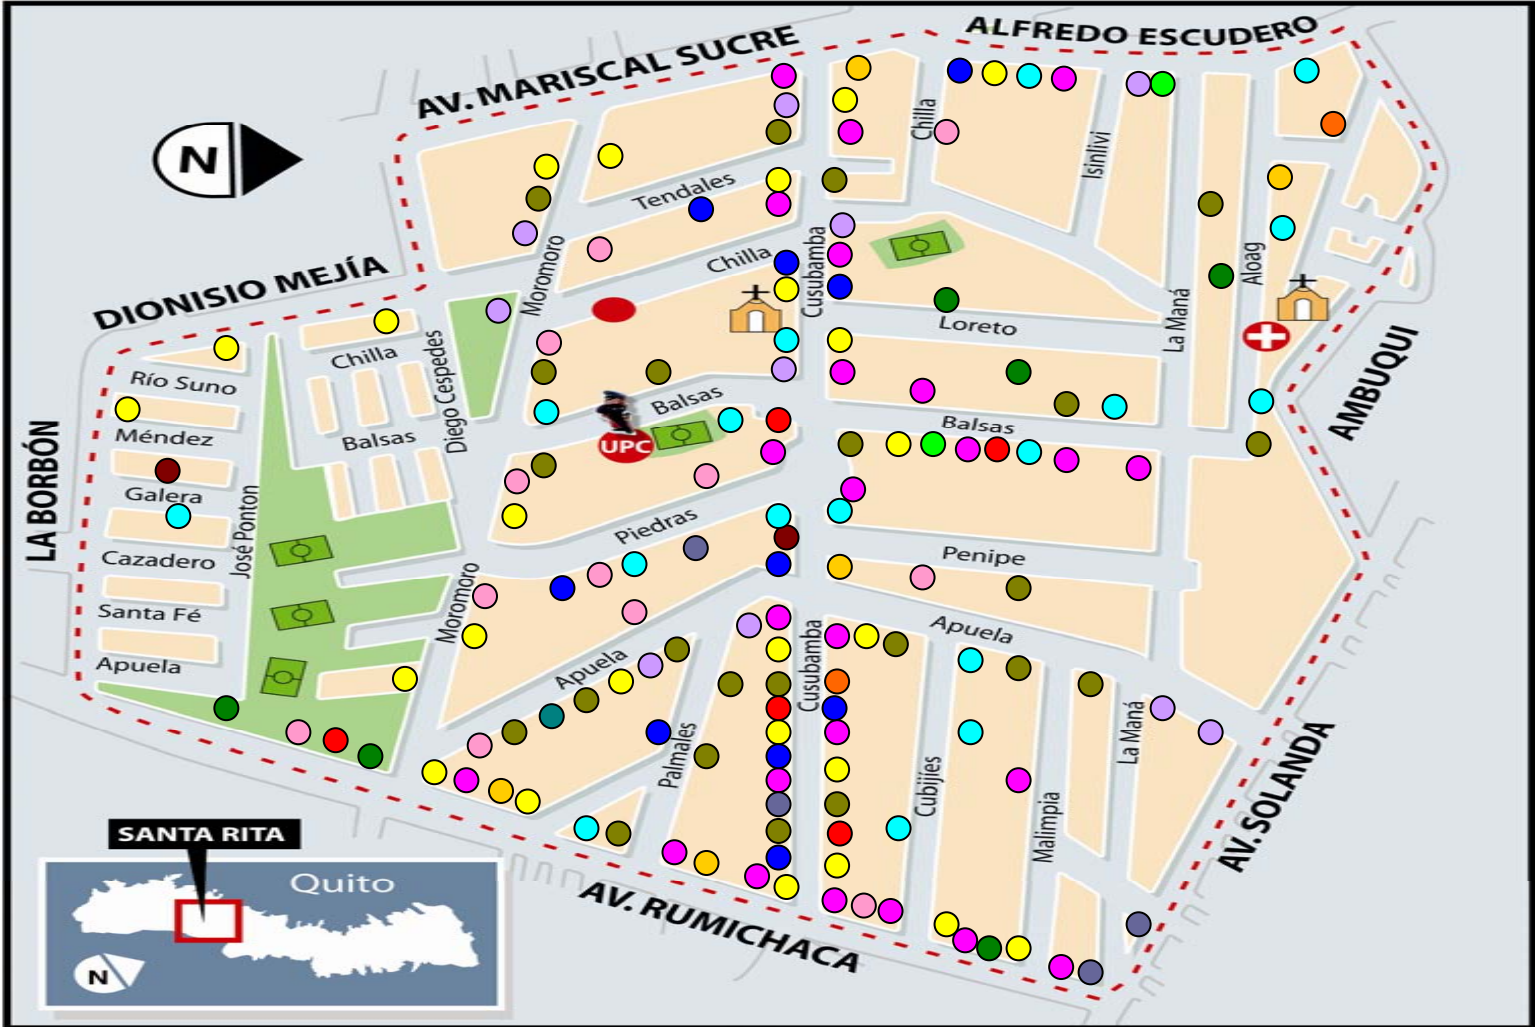 ALFREDO ESCUDERO
AV. MARISCAL SUCRE
N
Chilla
Isinlivi
Tendales
DIONISIO MEJÍA
Moromoro
Chilla
Cusubamba
Aloag
La Maná
Loreto
AMBUQUI
Chilla
Diego Cespedes
Río Suno
Méndez
Balsas
Balsas
Balsas
UPC
LA BORBÓN
Galera
José Ponton
Piedras
Cazadero
Penipe
Santa Fé
Moromoro
Apuela
Apuela
Apuela
Cusubamba
La Maná
Palmales
Cubijíes
Malimpia
AV. SOLANDA
SANTA RITA
Quito
N
AV. RUMICHACA